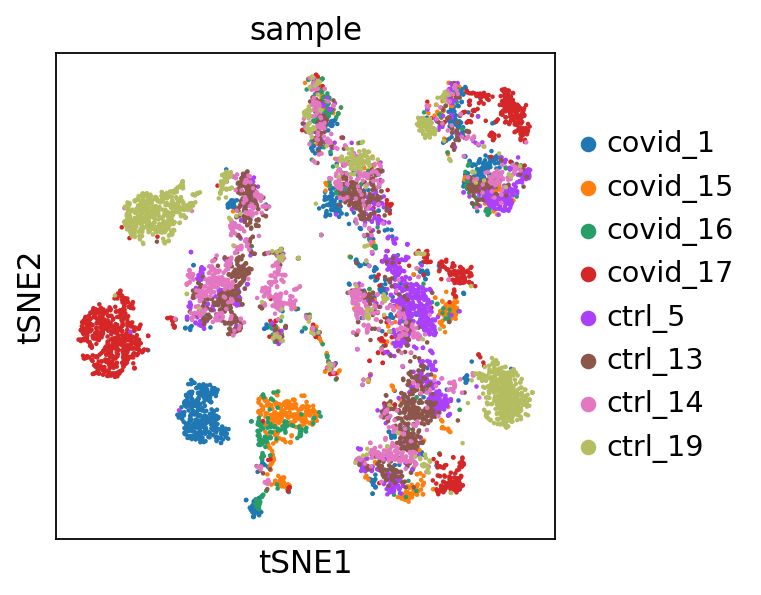 sample
covid_1
covid_15
covid_16
covid_17
ctrl_5
ctrl_13
ctrl_14
ctrl_19
tSNE2
tSNE1